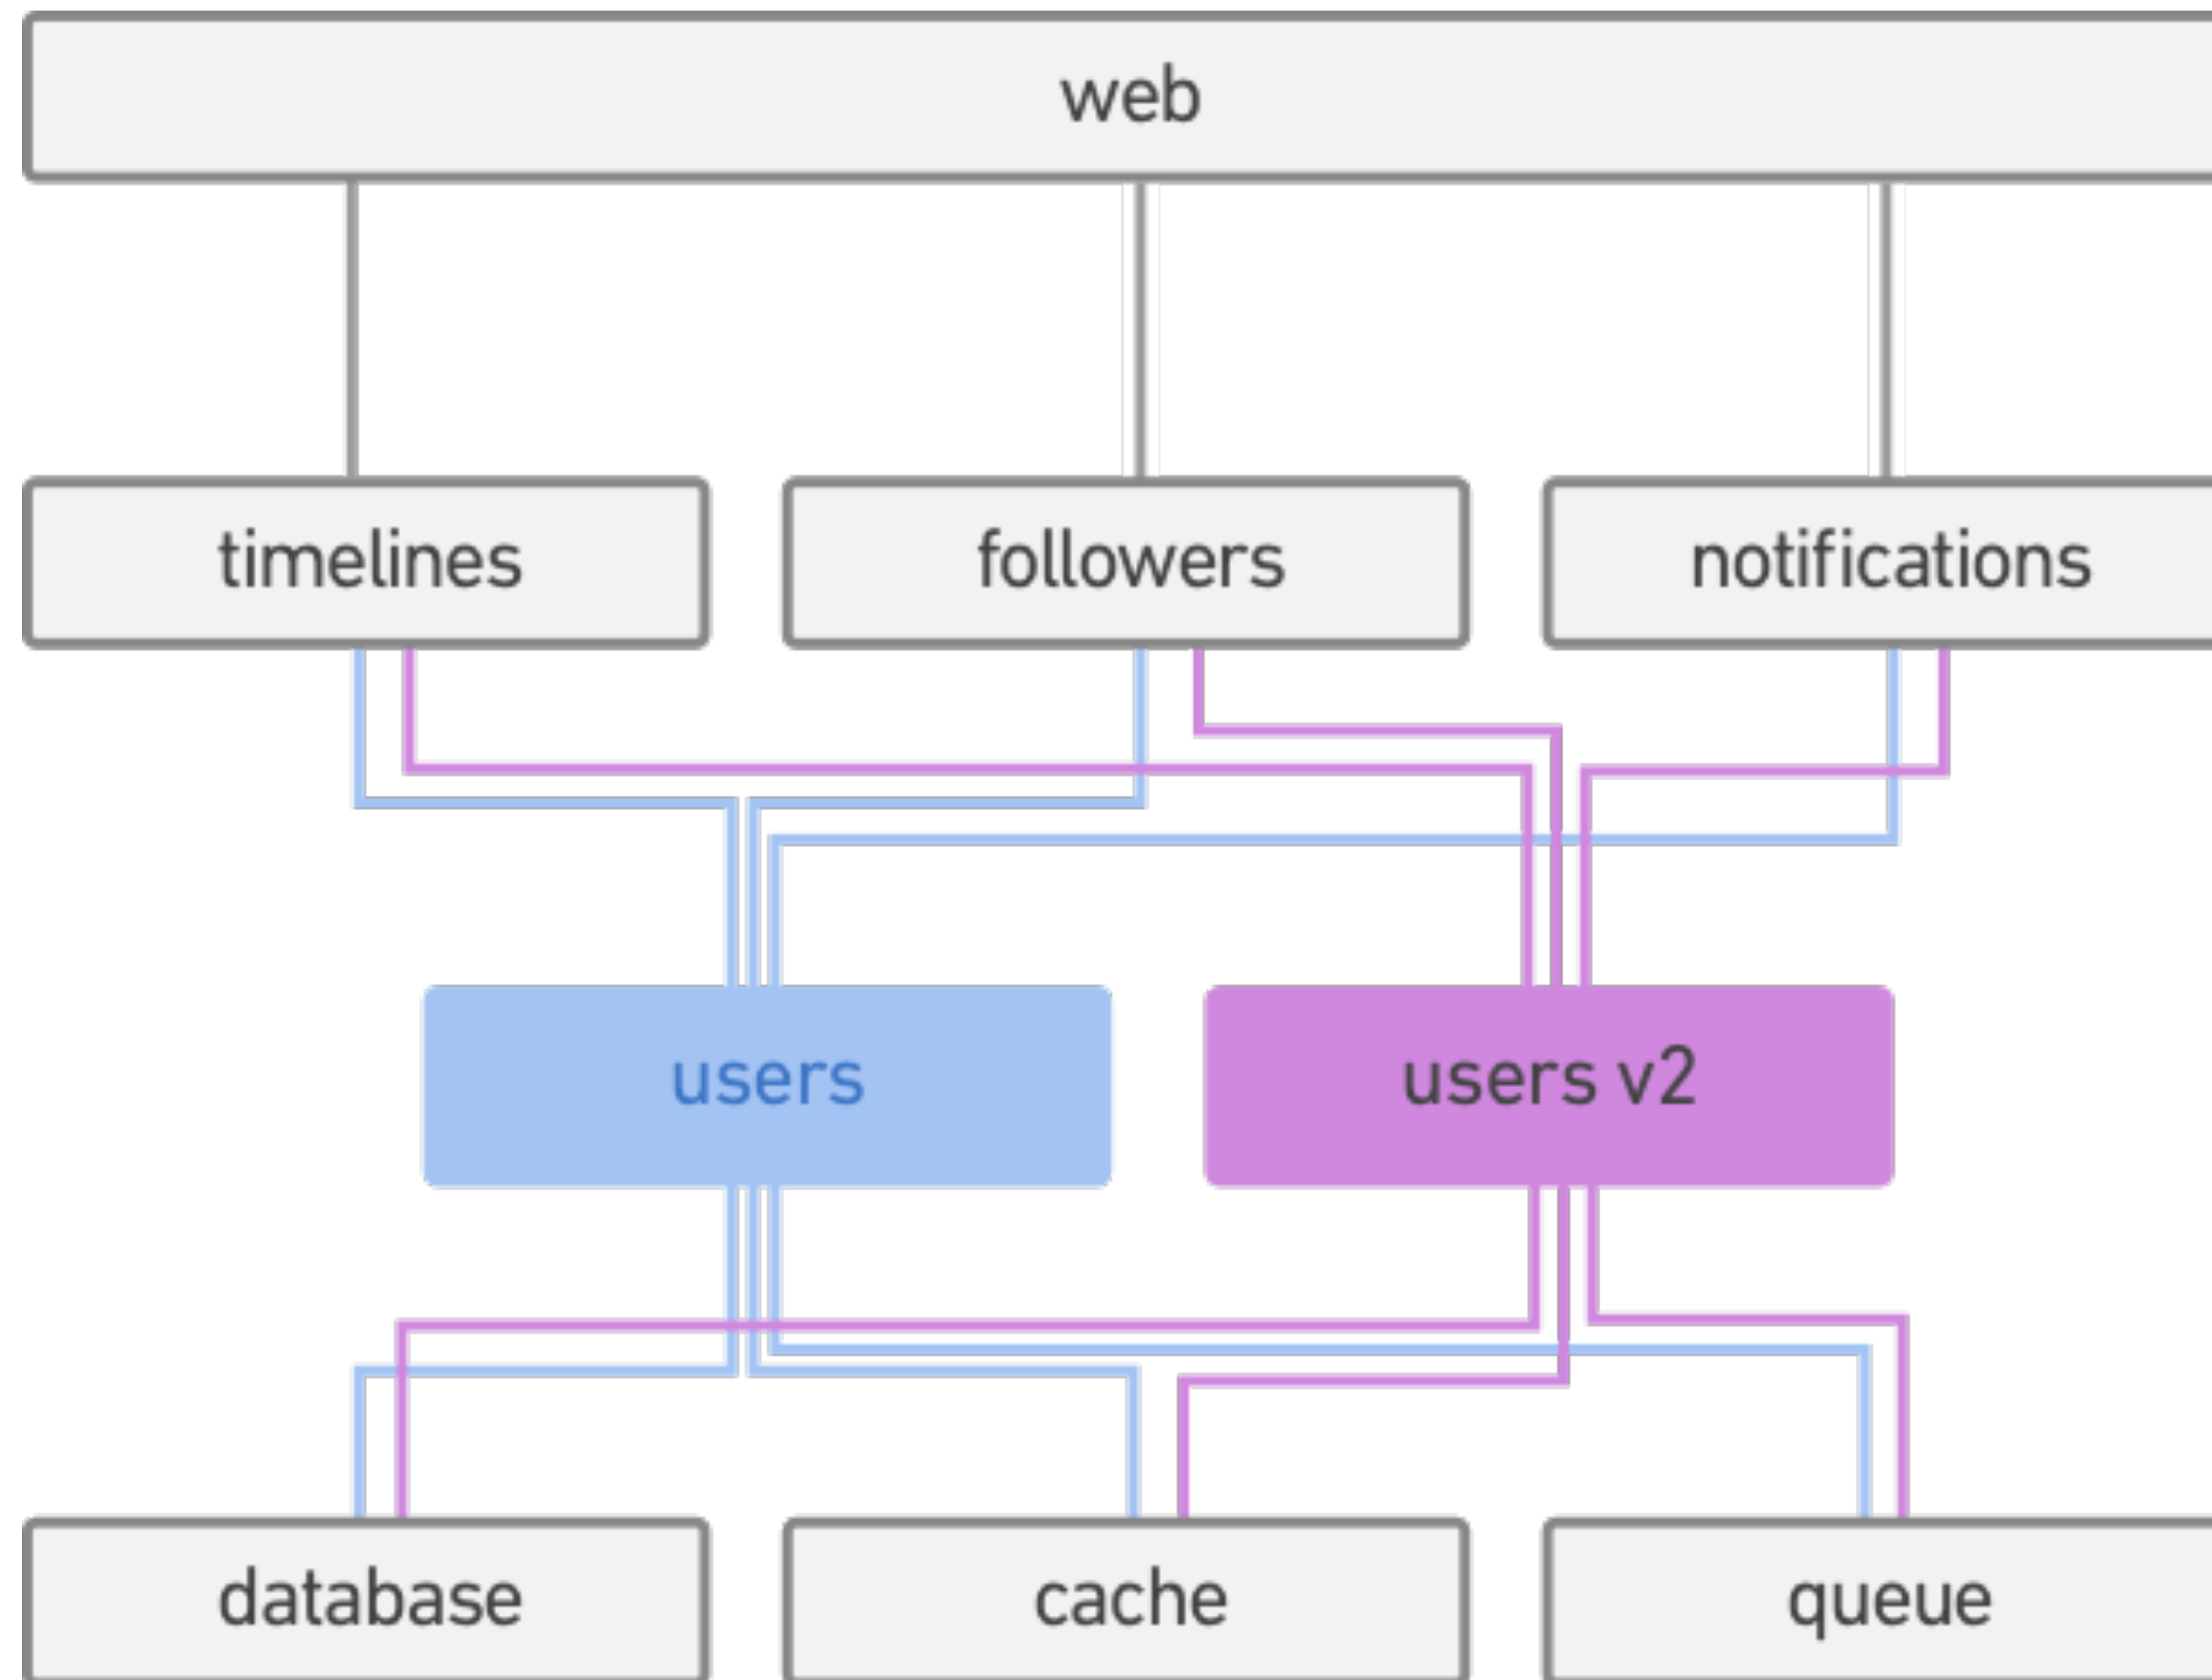 web
timelines
followers
notifications
users
users v2
database
cache
queue